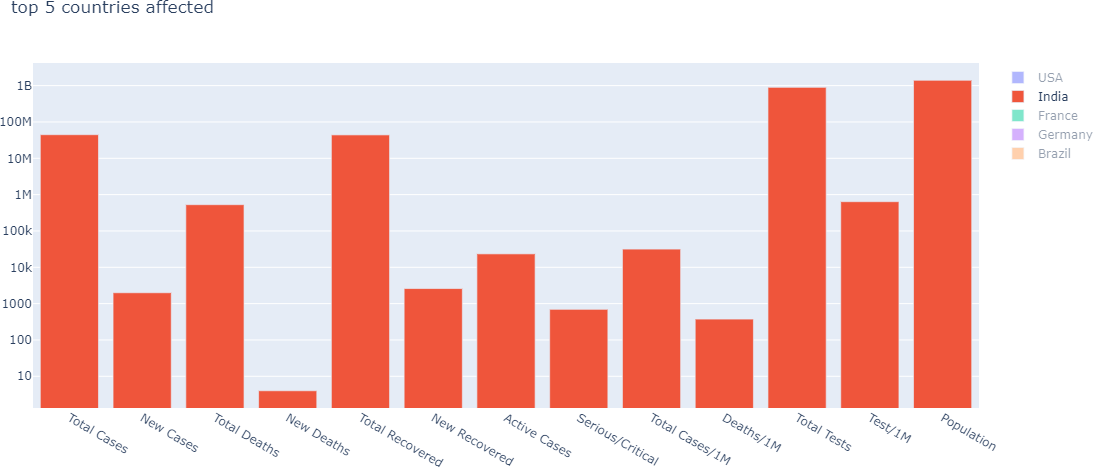 top 5 countries affected
1B
100M
10M
1M
100k
10k
1000
100
10
Total Cases
New Cases
Total Deaths
New Deaths
Total Recovered
New Recovered
Active Cases
Serious/Critical
Total Cases/1M
Deaths/1M
Total Tests
Test/1M
Population
USA
India
France
Germany
Brazil